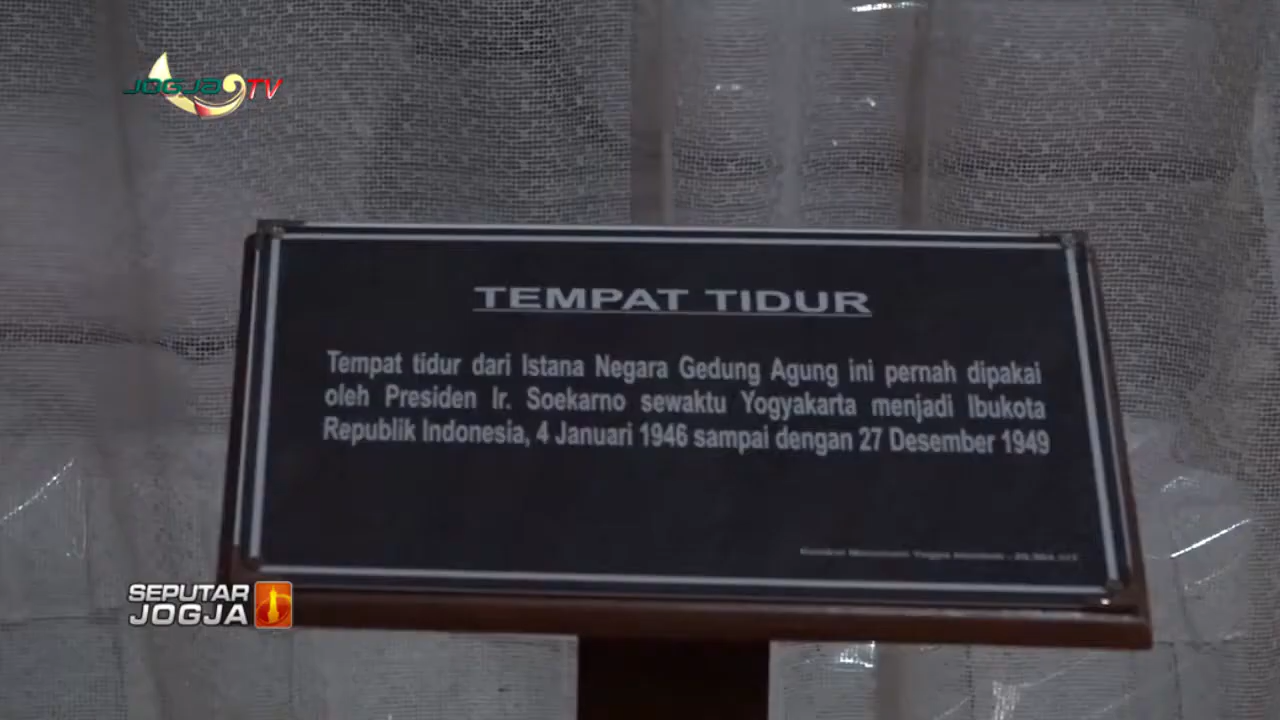 JOGJA TV
TEMPAT TIDUR
Tempat tidur dari Istana Negara Gedung Agung ini pernah dipakai
oleh Presiden Ir. Soekarno sewaktu Yogyakarta menjadi Ibukota
Republik Indonesia, 4 Januari 1946 sampai dengan 27 Desember 1949
SEPUTAR
JOGJA